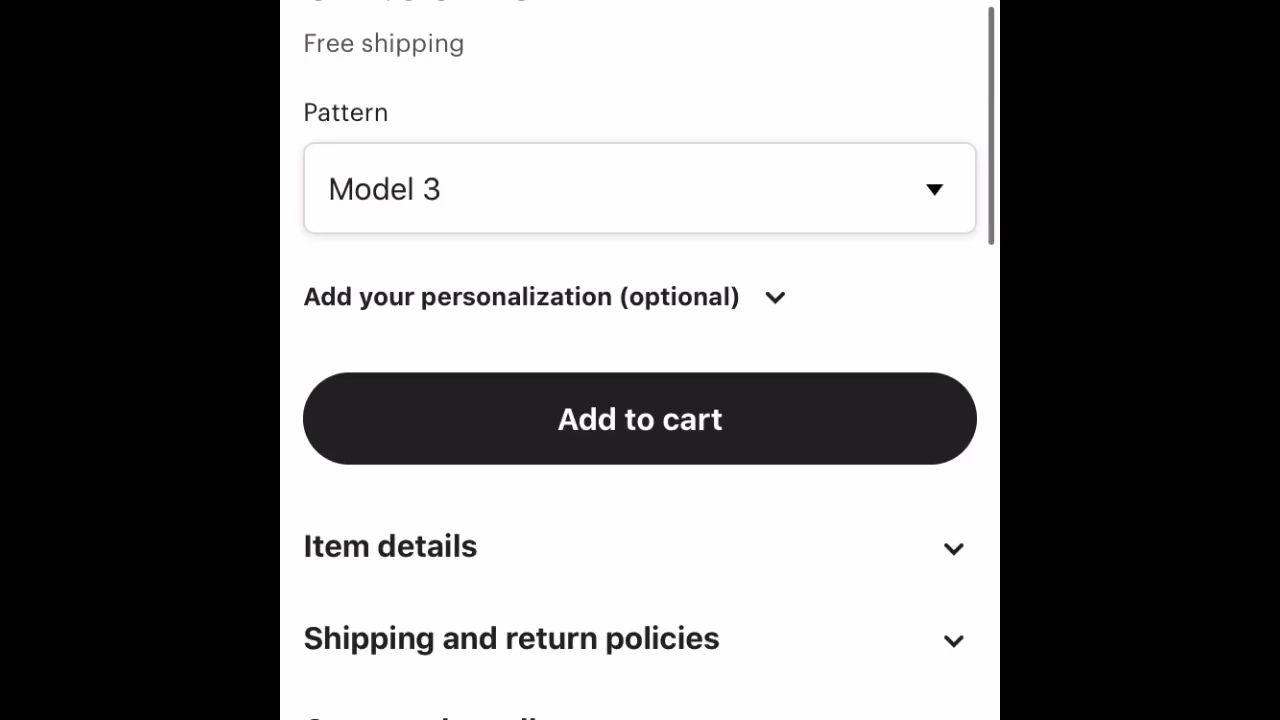 Free shipping
Pattern
Model 3
Add your personalization (optional)
Add to cart
Item details
Shipping and return policies